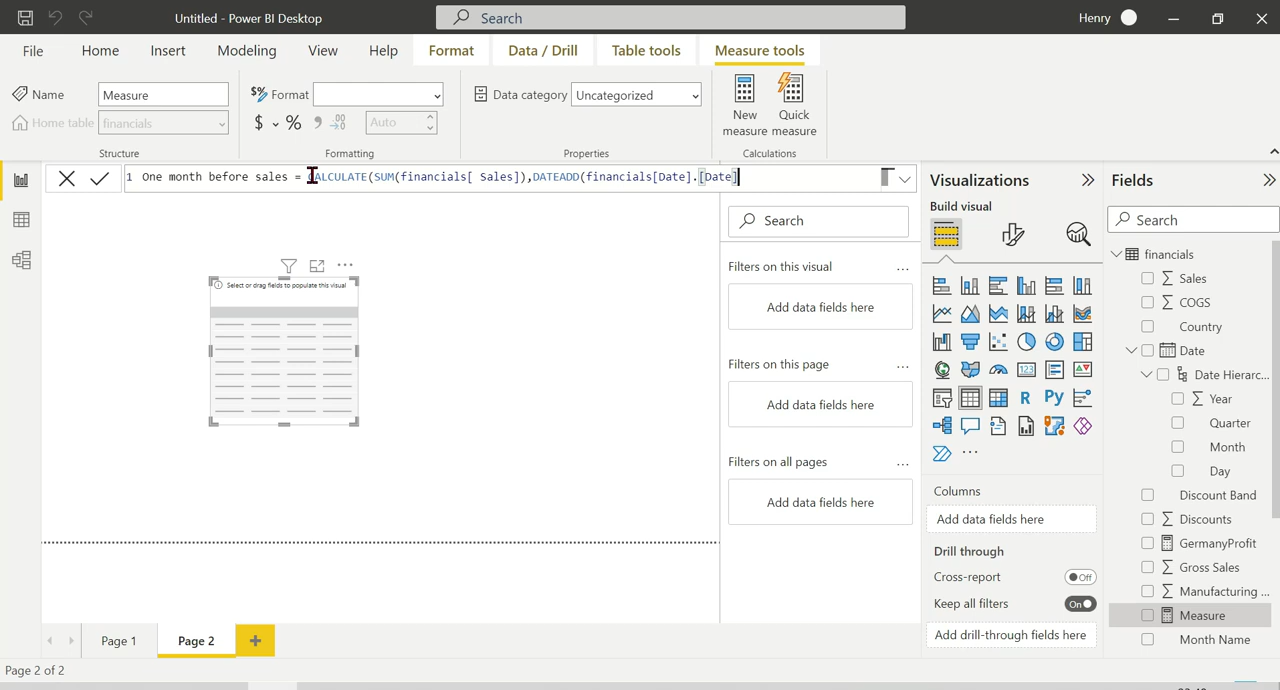 Untitled - Power BI Desktop
Search
Henry
File
Home
Insert
Modeling
View
Help
Format
Data / Drill
Table tools
Measure tools
Name
Measure
Home table
financials
Structure
$% Format
$
%
Auto
Formatting
Data category
Uncategorized
Properties
New measure
Quick measure
Calculations
1 One month before sales = CALCULATE(SUM(financials[ Sales]),DATEADD(financials[Date].[Date]
Select or drag fields to populate this visual
Search
Filters on this visual
Add data fields here
Filters on this page
Add data fields here
Filters on all pages
Add data fields here
Visualizations
Build visual
123
R
Py
Columns
Add data fields here
Drill through
Cross-report
Off
Keep all filters
On
Add drill-through fields here
Fields
Search
financials
Sales
COGS
Country
Date
Date Hierarc...
Year
Quarter
Month
Day
Discount Band
Discounts
GermanyProfit
Gross Sales
Manufacturing ...
Measure
Month Name
Page 1
Page 2
Page 2 of 2